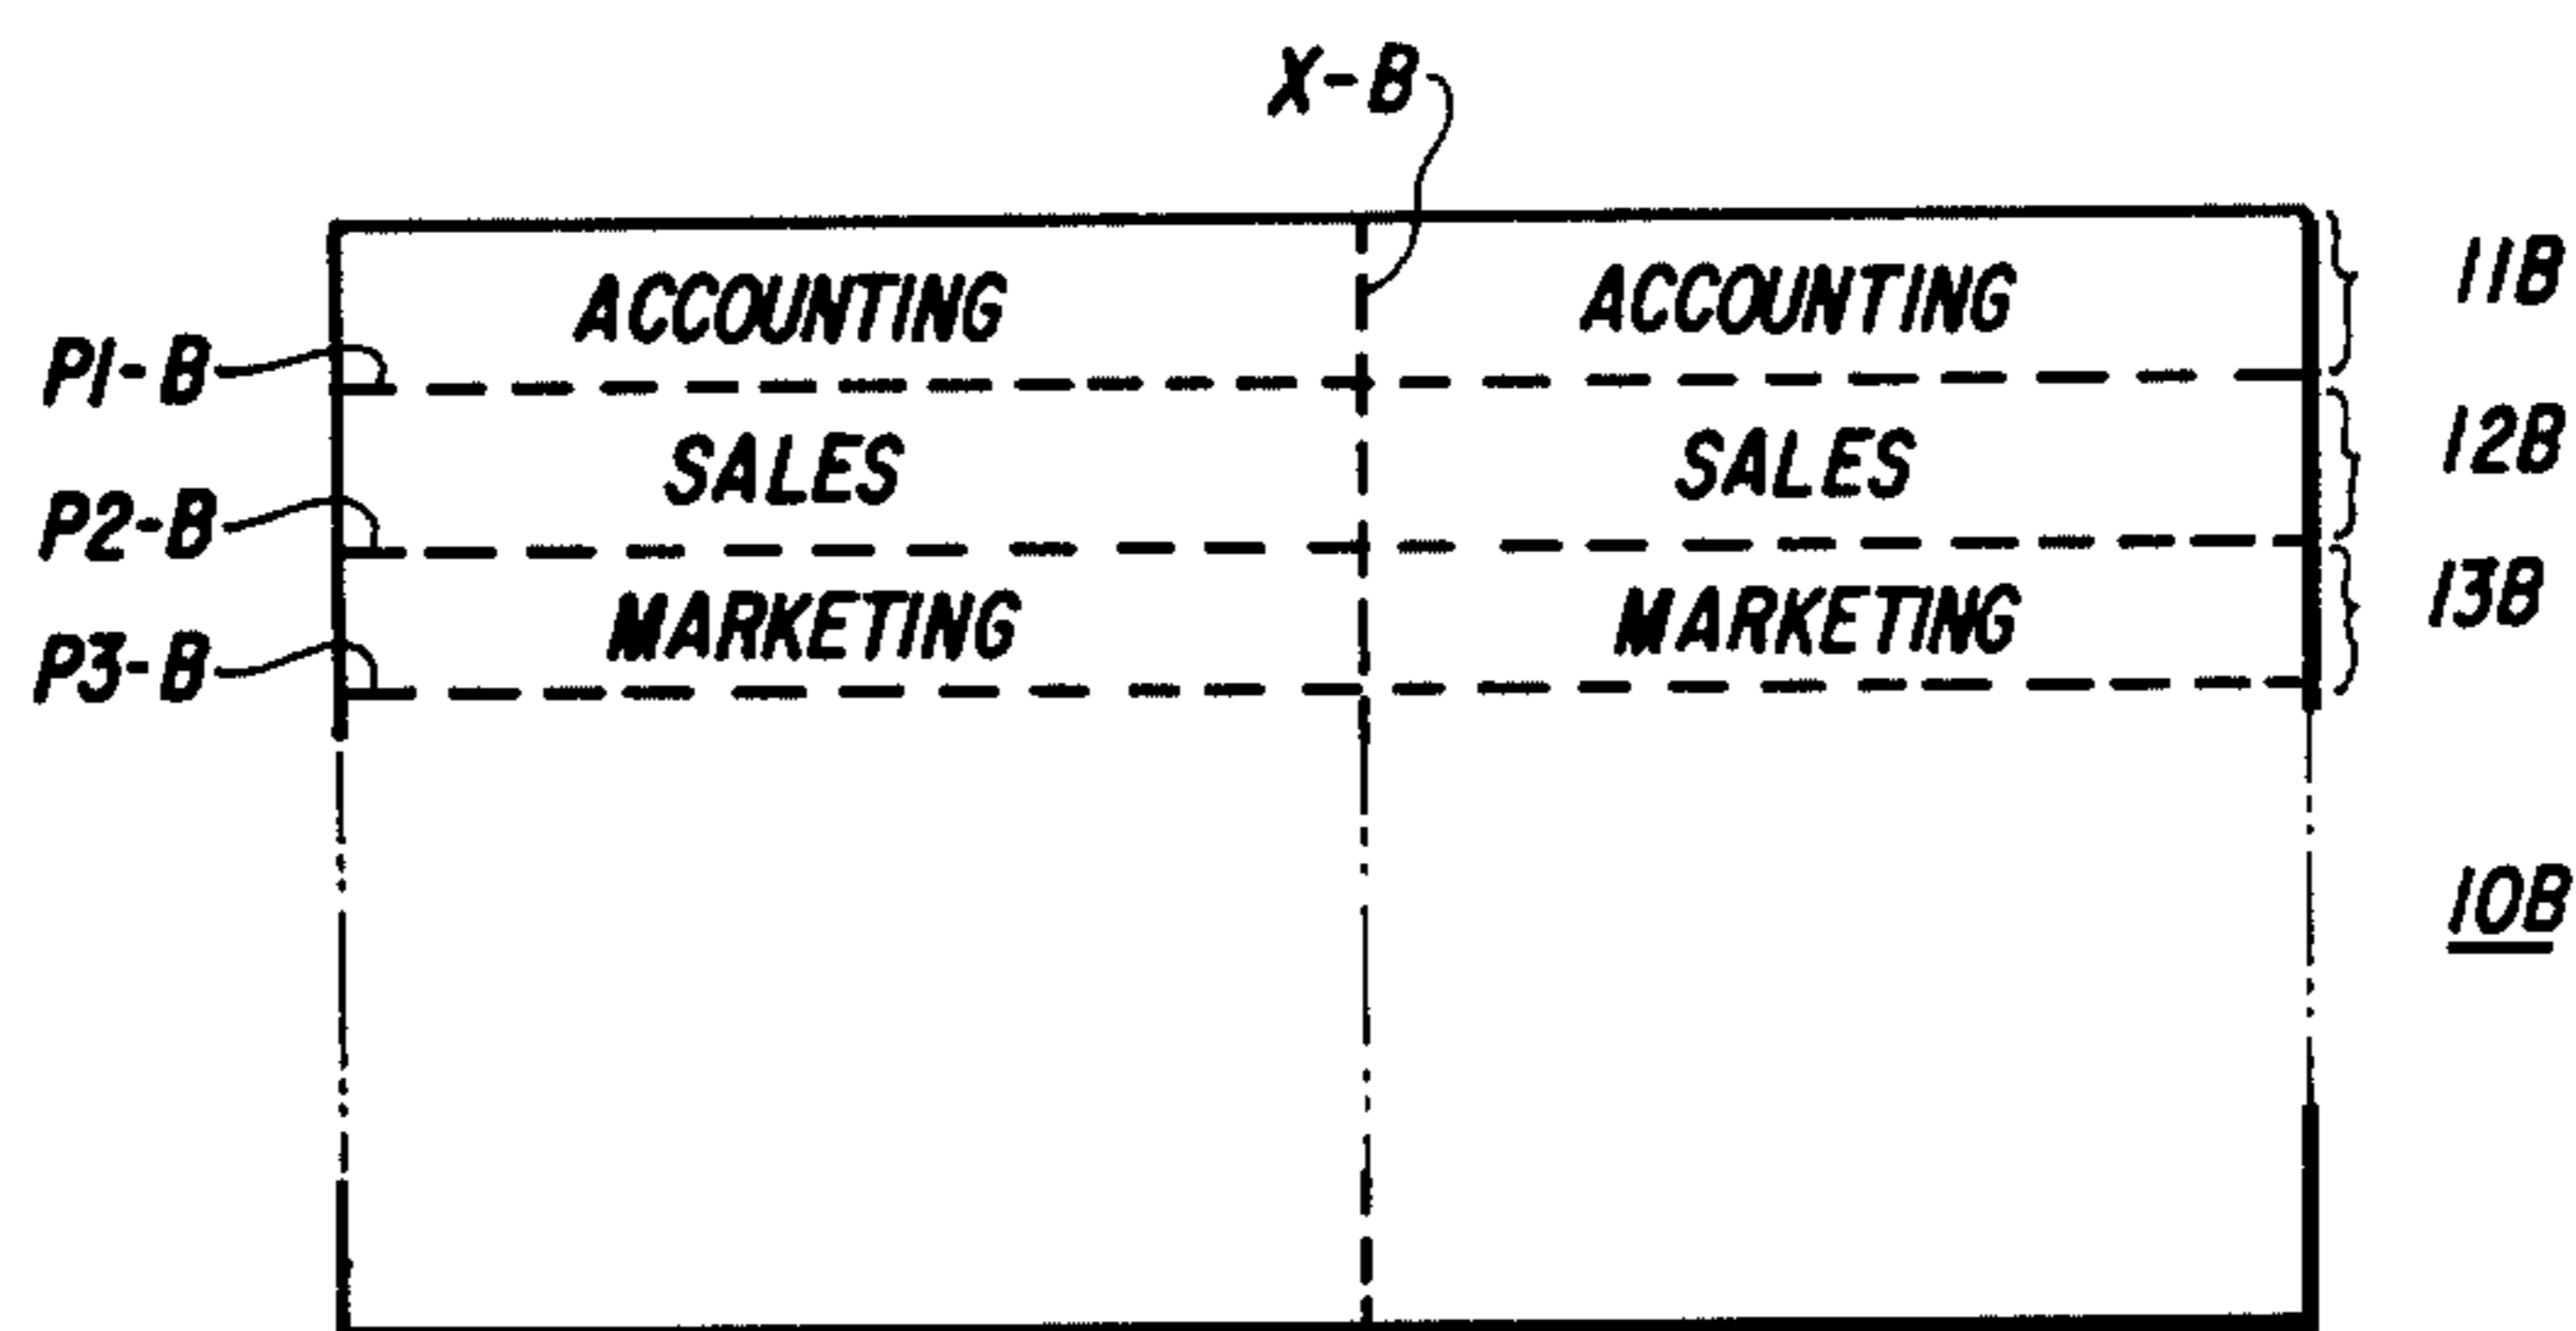 X-B
ACCOUNTING ACCOUNTING 11B
P1-B
SALES SALES 12B
P2-B
MARKETING MARKETING 13B
P3-B
10B